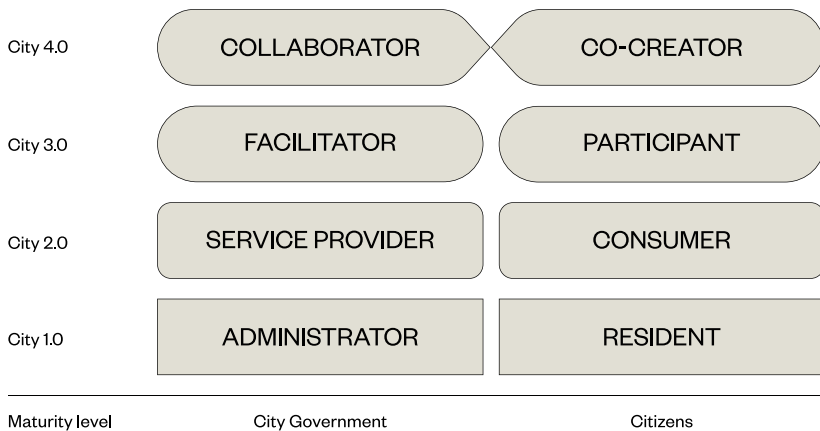 City 4.0 COLLABORATOR CO-CREATOR
City 3.0 FACILITATOR PARTICIPANT
City 2.0 SERVICE PROVIDER CONSUMER
City 1.0 ADMINISTRATOR RESIDENT
Maturity level City Government Citizens